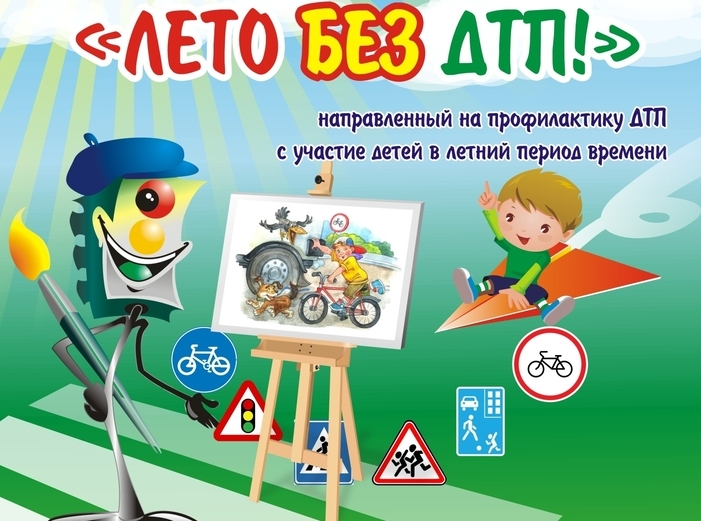 «ЛЕТО БЕЗ ДТП!»
направленный на профилактику ДТП
с участие детей в летний период времени